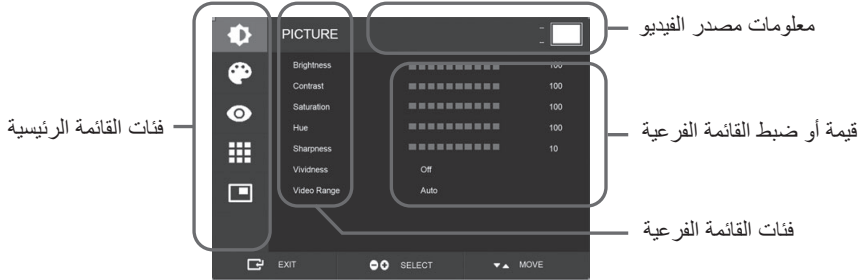 معلومات مصدر الفيديو
PICTURE
Brightness 100
Contrast 100
Saturation 100
Hue 100
Sharpness 10
Vividness Off
Video Range Auto
قيمة أو ضبط القائمة الفرعية
فئات القائمة الرئيسية
فئات القائمة الفرعية
EXIT SELECT MOVE